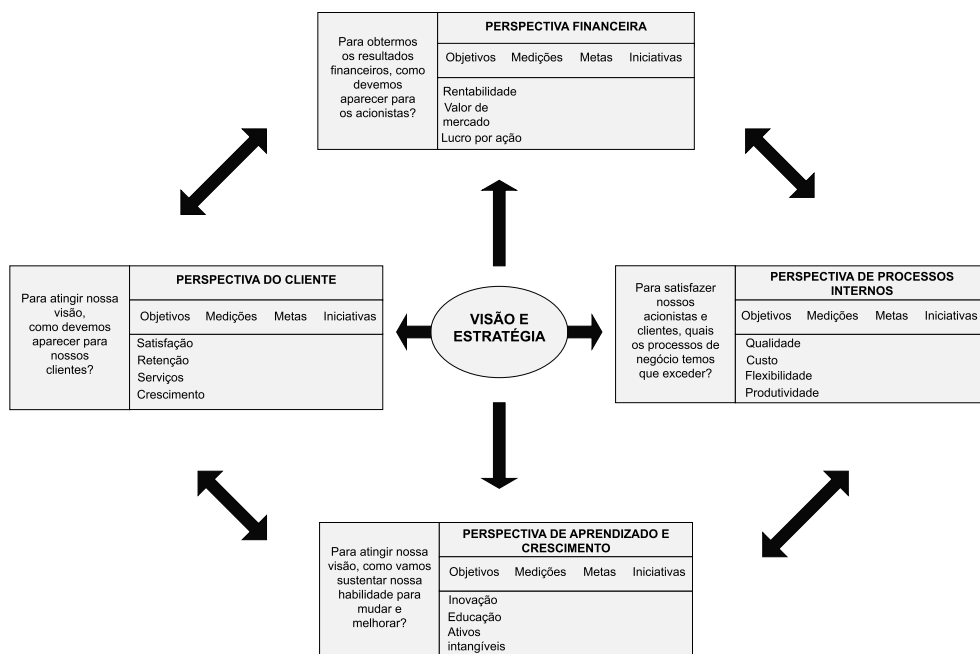 PERSPECTIVA FINANCEIRA
Para obtermos
os resultados
financeiros, como
devemos
aparecer para
os acionistas?
Objetivos Medições Metas Iniciativas
Rentabilidade
Valor de
mercado
Lucro por ação
PERSPECTIVA DO CLIENTE
Para atingir nossa
visão,
como devemos
aparecer para
nossos
clientes?
Objetivos Medições Metas Iniciativas
Satisfação
Retenção
Serviços
Crescimento
VISÃO E
ESTRATÉGIA
PERSPECTIVA DE PROCESSOS
INTERNOS
Para satisfazer
nossos
acionistas e
clientes, quais
os processos de
negócio temos
que exceder?
Objetivos Medições Metas Iniciativas
Qualidade
Custo
Flexibilidade
Produtividade
PERSPECTIVA DE APRENDIZADO E
CRESCIMENTO
Para atingir nossa
visão, como vamos
sustentar nossa
habilidade para
mudar e
melhorar?
Objetivos Medições Metas Iniciativas
Inovação
Educação
Ativos
intangíveis